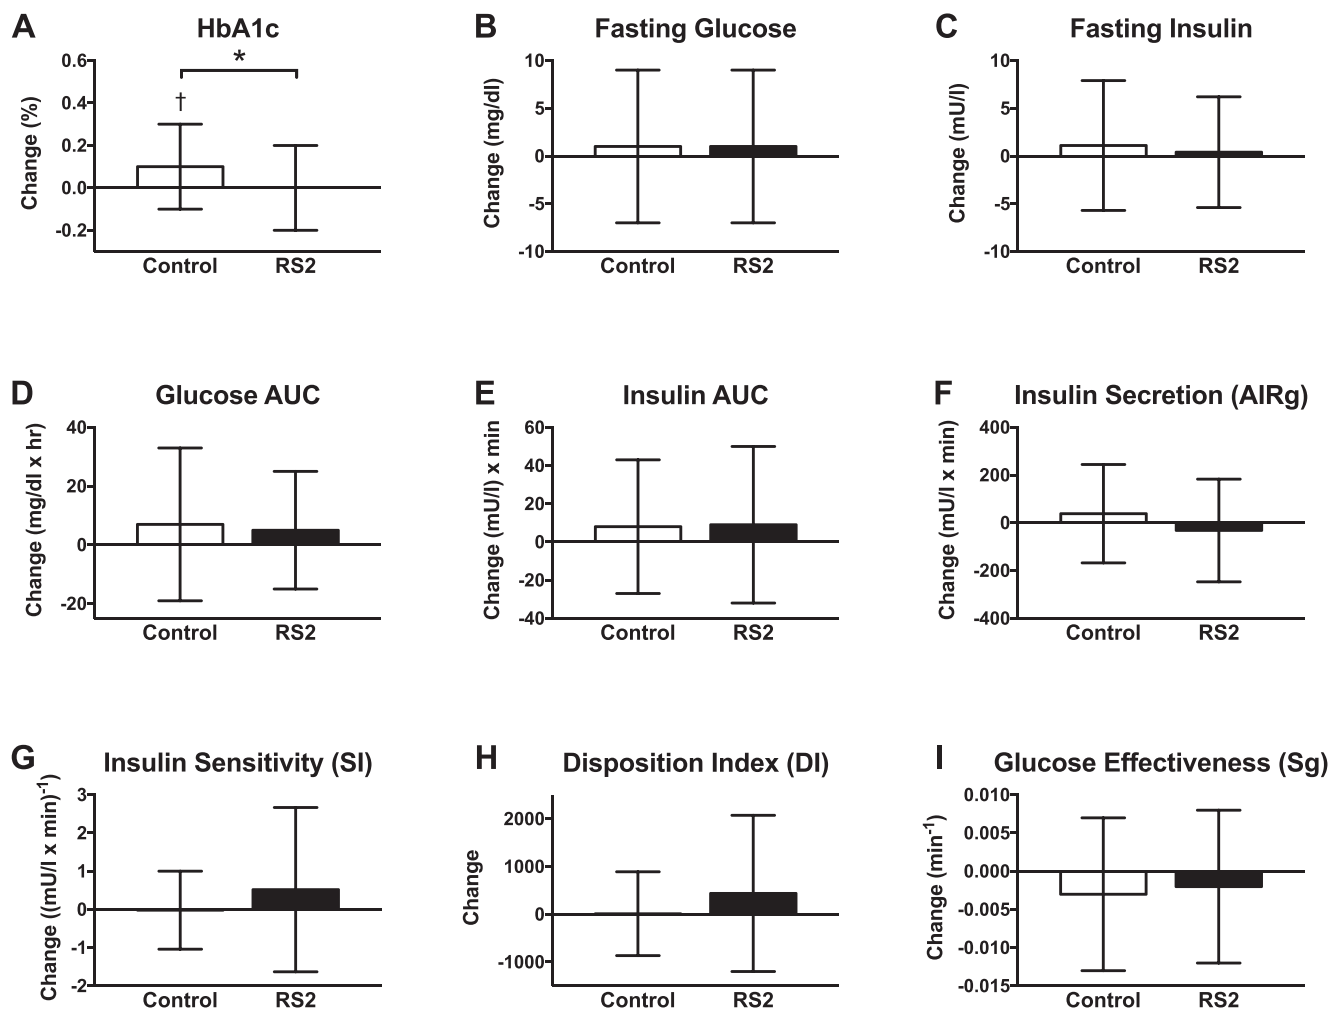 A HbA1c
Change (%)
0.6
0.4
0.2
0.0
-0.2
*
†
Control RS2
B Fasting Glucose
Change (mg/dl)
10
5
0
-5
-10
Control RS2
C Fasting Insulin
Change (mU/l)
10
5
0
-5
-10
Control RS2
D Glucose AUC
Change (mg/dl x hr)
40
20
0
-20
Control RS2
E Insulin AUC
Change (mU/l) x min
60
40
20
0
-20
-40
Control RS2
F Insulin Secretion (AIRg)
Change (mU/l x min)
400
200
0
-200
-400
Control RS2
G Insulin Sensitivity (SI)
Change ((mU/l x min)⁻¹)
3
2
1
0
-1
-2
Control RS2
H Disposition Index (DI)
Change
2000
1000
0
-1000
Control RS2
I Glucose Effectiveness (Sg)
Change (min⁻¹)
0.010
0.005
0.000
-0.005
-0.010
-0.015
Control RS2